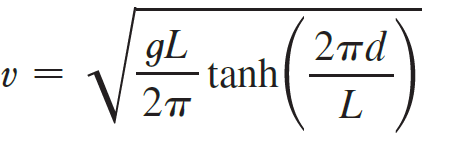 v = √(gL/2π tanh(2πd/L))